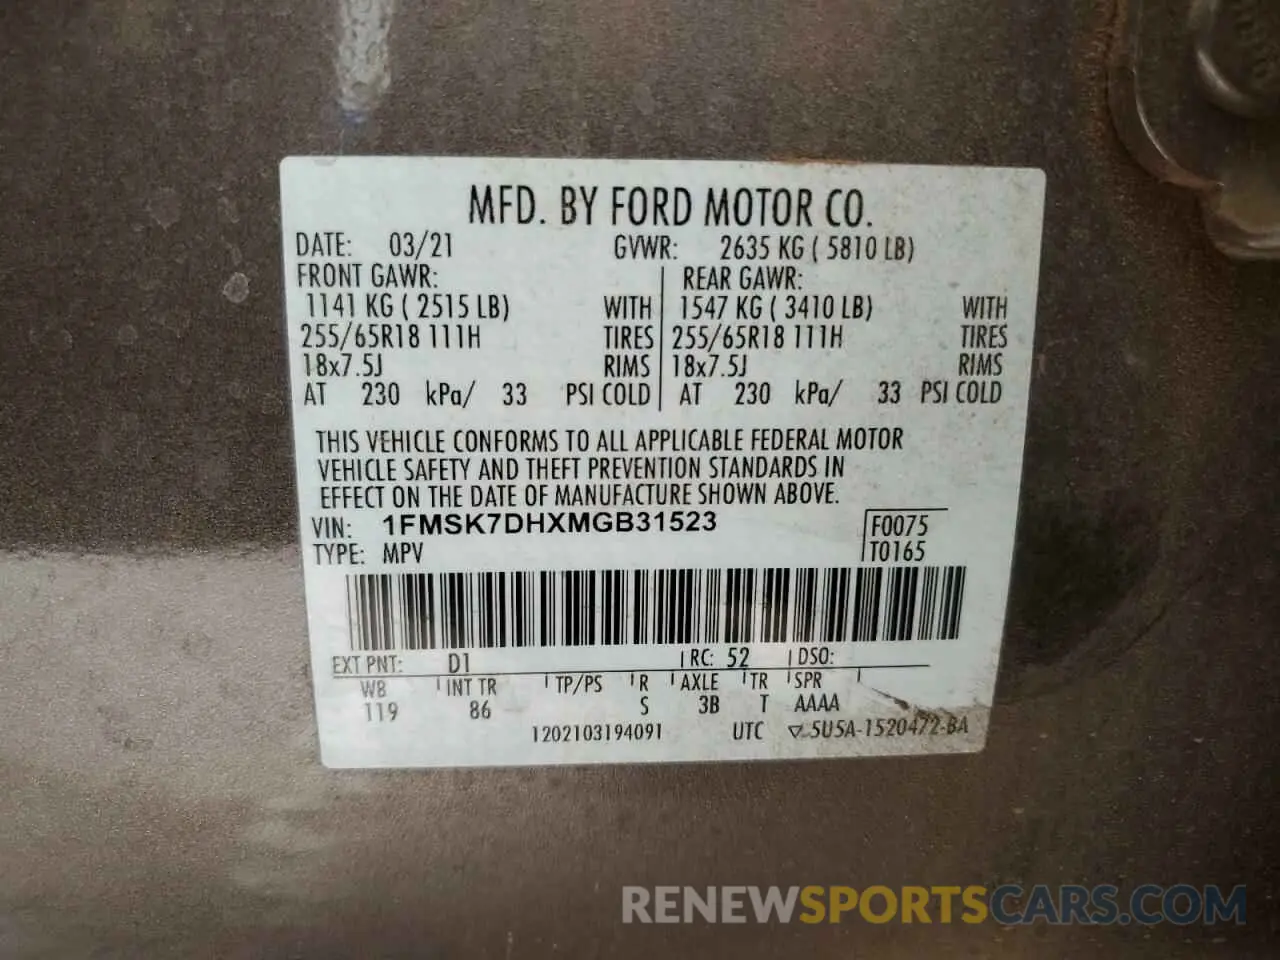 MFD. BY FORD MOTOR CO.
DATE: 03/21 GVWR: 2635 KG ( 5810 LB)
FRONT GAWR: REAR GAWR:
1141 KG ( 2515 LB) WITH 1547 KG ( 3410 LB) WITH
255/65R18 111H TIRES 255/65R18 111H TIRES
18x7.5J RIMS 18x7.5J RIMS
AT 230 kPa/ 33 PSI COLD AT 230 kPa/ 33 PSI COLD
THIS VEHICLE CONFORMS TO ALL APPLICABLE FEDERAL MOTOR
VEHICLE SAFETY AND THEFT PREVENTION STANDARDS IN
EFFECT ON THE DATE OF MANUFACTURE SHOWN ABOVE.
VIN: 1FMSK7DHXMGB31523 F0075
TYPE: MPV T0165
EXT PNT: D1 RC: 52 DSO:
WB INT TR TP/PS R AXLE TR SPR
119 86 S 3B T AAAA
1202103194091 UTC ▽ 5U5A-1520472-BA
RENEWSPORTSCARS.COM